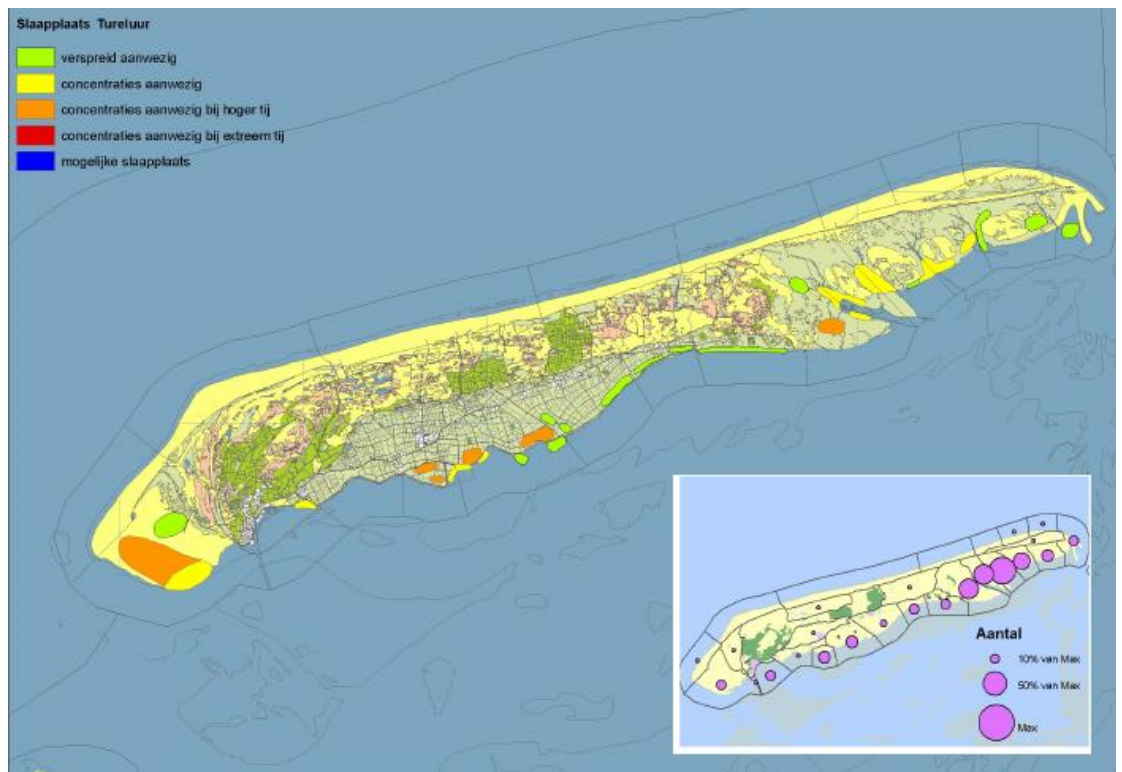 Slaapplaats Tureluur
verspreid aanwezig
concentraties aanwezig
concentraties aanwezig bij hoger tij
concentraties aanwezig bij extreem tij
mogelijke slaapplaats
Aantal
10% van Max
50% van Max
Max